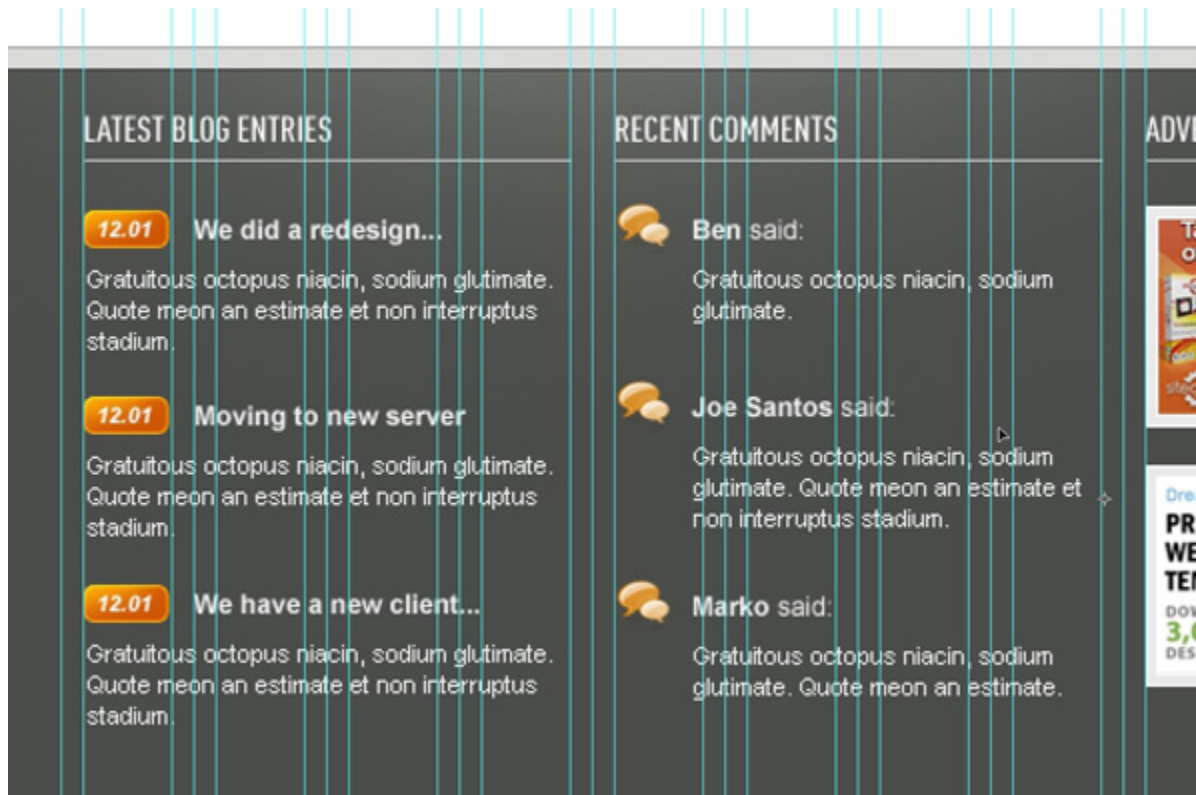 LATEST BLOG ENTRIES
12.01 We did a redesign...
Gratuitous octopus niacin, sodium glutimate.
Quote meon an estimate et non interruptus
stadium.
12.01 Moving to new server
Gratuitous octopus niacin, sodium glutimate.
Quote meon an estimate et non interruptus
stadium.
12.01 We have a new client...
Gratuitous octopus niacin, sodium glutimate.
Quote meon an estimate et non interruptus
stadium.
RECENT COMMENTS
Ben said:
Gratuitous octopus niacin, sodium
glutimate.
Joe Santos said:
Gratuitous octopus niacin, sodium
glutimate. Quote meon an estimate et
non interruptus stadium.
Marko said:
Gratuitous octopus niacin, sodium
glutimate. Quote meon an estimate.